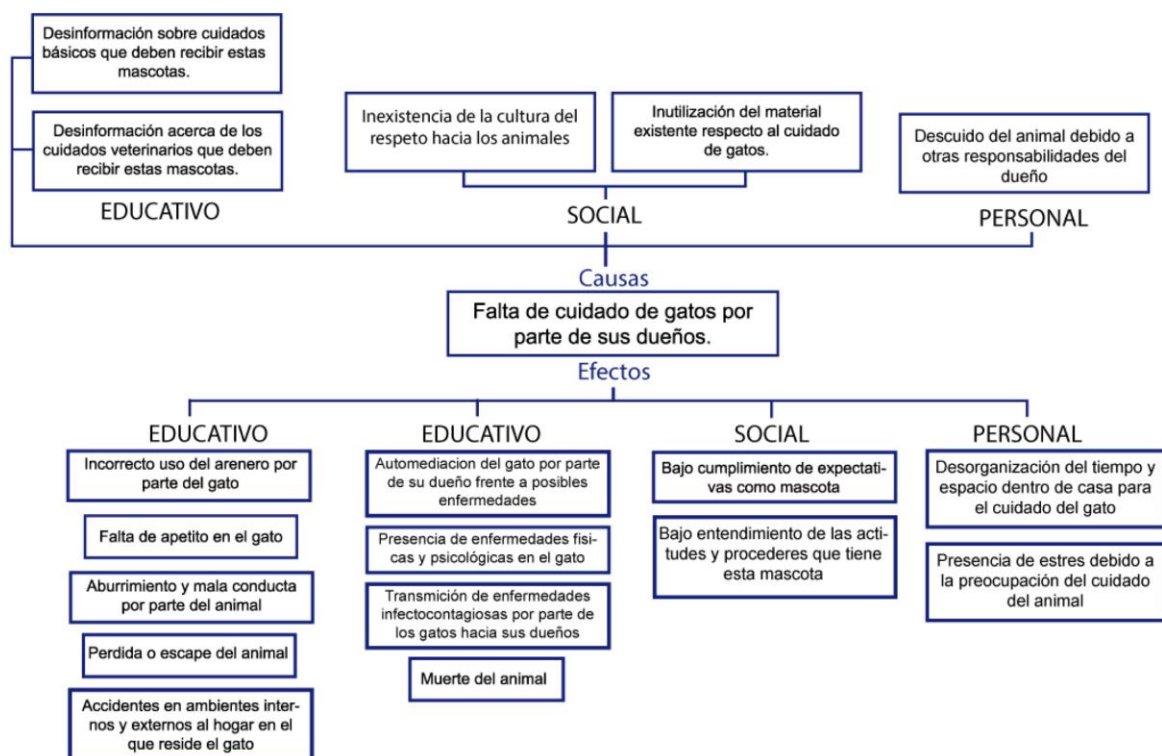 Desinformación sobre cuidados
básicos que deben recibir estas
mascotas.
Desinformación acerca de los
cuidados veterinarios que deben
recibir estas mascotas.
EDUCATIVO
Inexistencia de la cultura del
respeto hacia los animales
Inutilización del material
existente respecto al cuidado
de gatos.
SOCIAL
Descuido del animal debido a
otras responsabilidades del
dueño
PERSONAL
Causas
Falta de cuidado de gatos por
parte de sus dueños.
Efectos
EDUCATIVO
Incorrecto uso del arenero por
parte del gato
Falta de apetito en el gato
Aburrimiento y mala conducta
por parte del animal
Perdida o escape del animal
Accidentes en ambientes inter-
nos y externos al hogar en el
que reside el gato
EDUCATIVO
Automediacion del gato por parte
de su dueño frente a posibles
enfermedades
Presencia de enfermedades fisi-
cas y psicológicas en el gato
Transmición de enfermedades
infectocontagiosas por parte de
los gatos hacia sus dueños
Muerte del animal
SOCIAL
Bajo cumplimiento de expectati-
vas como mascota
Bajo entendimiento de las acti-
tudes y procederes que tiene
esta mascota
PERSONAL
Desorganización del tiempo y
espacio dentro de casa para
el cuidado del gato
Presencia de estres debido a
la preocupación del cuidado
del animal